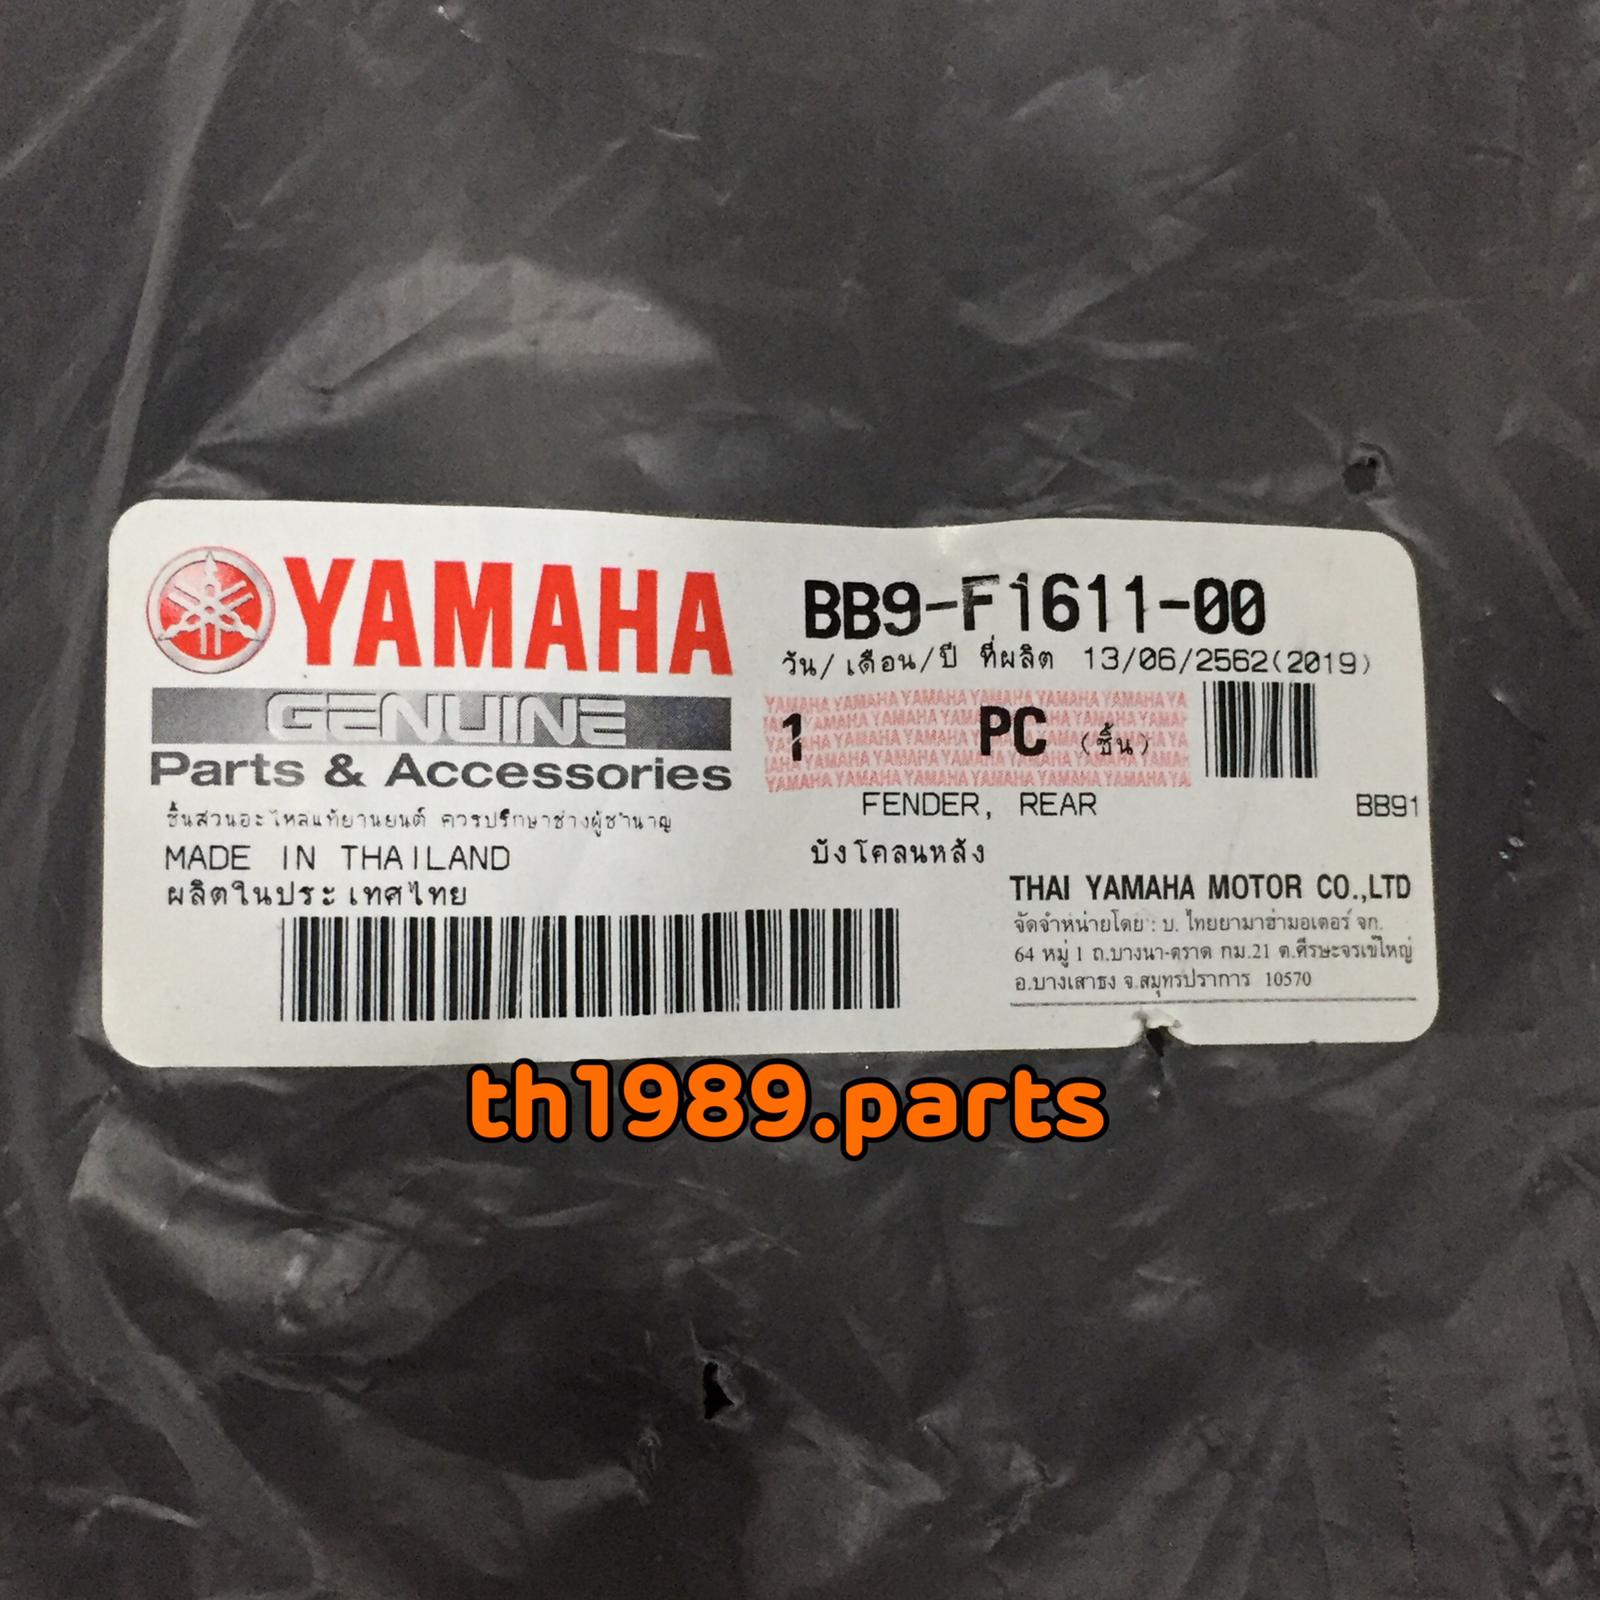 YAMAHA
GENUINE
Parts & Accessories
ชิ้นส่วนอะไหล่แท้ยานยนต์ ควรปรึกษาช่างผู้ชำนาญ
MADE IN THAILAND
ผลิตในประเทศไทย
BB9-F1611-00
วัน/เดือน/ปี ที่ผลิต 13/06/2562(2019)
1 PC (ชิ้น)
FENDER, REAR BB91
บังโคลนหลัง
THAI YAMAHA MOTOR CO.,LTD
จัดจำหน่ายโดย : บ. ไทยยามาฮ่ามอเตอร์ จก.
64 หมู่ 1 ถ.บางนา-ตราด กม.21 ต.ศีรษะจรเข้ใหญ่
อ.บางเสาธง จ.สมุทรปราการ 10570
th1989.parts